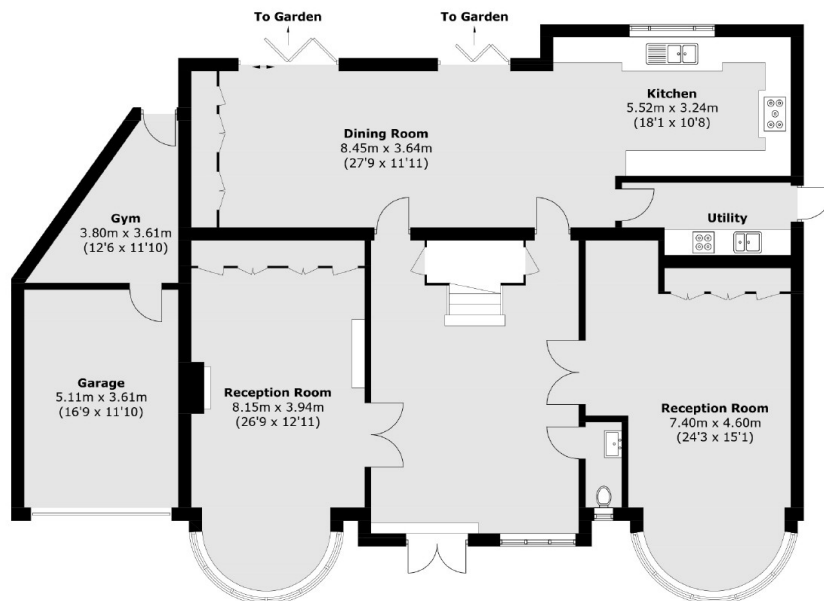 To Garden
To Garden
Kitchen
5.52m x 3.24m
(18'1 x 10'8)
Dining Room
8.45m x 3.64m
(27'9 x 11'11)
Gym
3.80m x 3.61m
(12'6 x 11'10)
Utility
Garage
5.11m x 3.61m
(16'9 x 11'10)
Reception Room
8.15m x 3.94m
(26'9 x 12'11)
Reception Room
7.40m x 4.60m
(24'3 x 15'1)